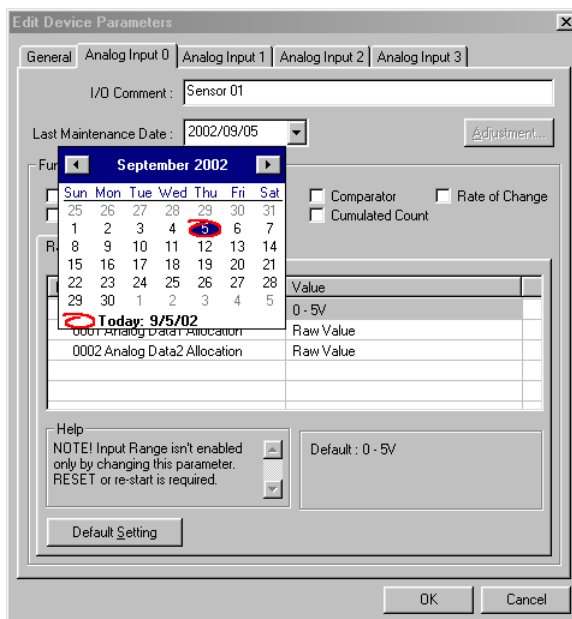 Edit Device Parameters
General Analog Input 0 Analog Input 1 Analog Input 2 Analog Input 3
I/O Comment : Sensor 01
Last Maintenance Date : 2002/09/05 Adjustment...
Fu
September 2002
Sun Mon Tue Wed Thu Fri Sat
25 26 27 28 29 30 31
1 2 3 4 5 6 7
8 9 10 11 12 13 14
15 16 17 18 19 20 21
22 23 24 25 26 27 28
29 30 1 2 3 4 5
Today: 9/5/02
Comparator Rate of Change
Cumulated Count
Value
0 - 5V
0001 Analog Data1 Allocation Raw Value
0002 Analog Data2 Allocation Raw Value
Help
NOTE! Input Range isn't enabled
only by changing this parameter.
RESET or re-start is required.
Default : 0 - 5V
Default Setting
OK Cancel